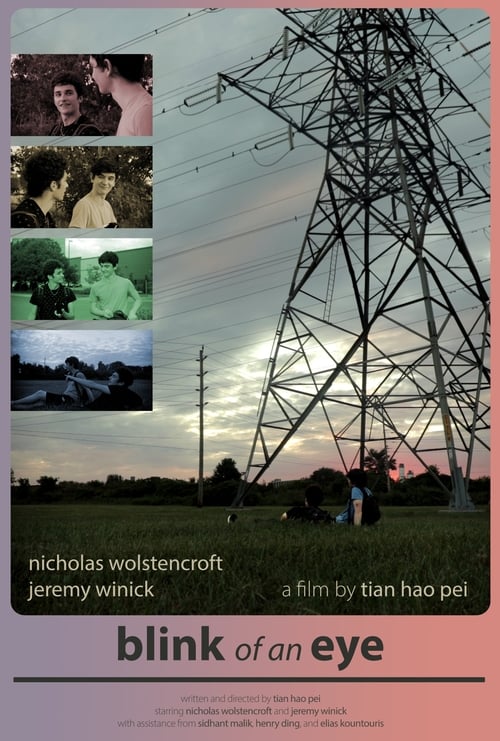 nicholas wolstencroft
jeremy winick
a film by tian hao pei
blink of an eye
written and directed by tian hao pei
starring nicholas wolstencroft and jeremy winick
with assistance from sidhant malik, henry ding, and elias kountouris